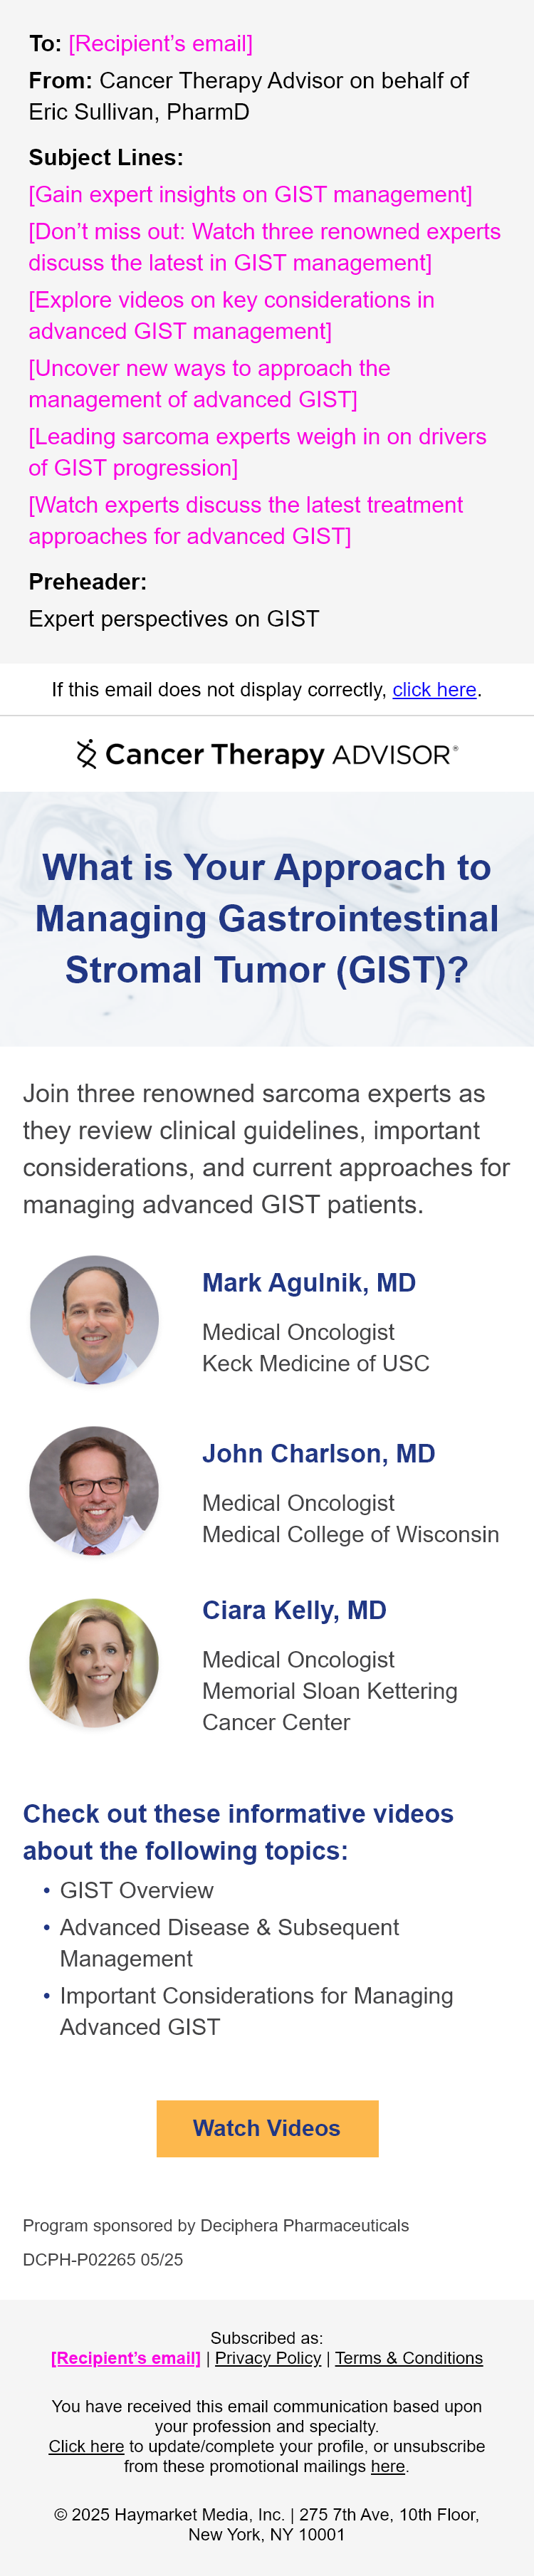 To: [Recipient’s email]
From: Cancer Therapy Advisor on behalf of
Eric Sullivan, PharmD
Subject Lines:
[Gain expert insights on GIST management]
[Don’t miss out: Watch three renowned experts
discuss the latest in GIST management]
[Explore videos on key considerations in
advanced GIST management]
[Uncover new ways to approach the
management of advanced GIST]
[Leading sarcoma experts weigh in on drivers
of GIST progression]
[Watch experts discuss the latest treatment
approaches for advanced GIST]
Preheader:
Expert perspectives on GIST
If this email does not display correctly, click here.
Cancer Therapy ADVISOR®
What is Your Approach to
Managing Gastrointestinal
Stromal Tumor (GIST)?
Join three renowned sarcoma experts as
they review clinical guidelines, important
considerations, and current approaches for
managing advanced GIST patients.
Mark Agulnik, MD
Medical Oncologist
Keck Medicine of USC
John Charlson, MD
Medical Oncologist
Medical College of Wisconsin
Ciara Kelly, MD
Medical Oncologist
Memorial Sloan Kettering
Cancer Center
Check out these informative videos
about the following topics:
• GIST Overview
• Advanced Disease & Subsequent
Management
• Important Considerations for Managing
Advanced GIST
Watch Videos
Program sponsored by Deciphera Pharmaceuticals
DCPH-P02265 05/25
Subscribed as:
[Recipient’s email] | Privacy Policy | Terms & Conditions
You have received this email communication based upon
your profession and specialty.
Click here to update/complete your profile, or unsubscribe
from these promotional mailings here.
© 2025 Haymarket Media, Inc. | 275 7th Ave, 10th Floor,
New York, NY 10001